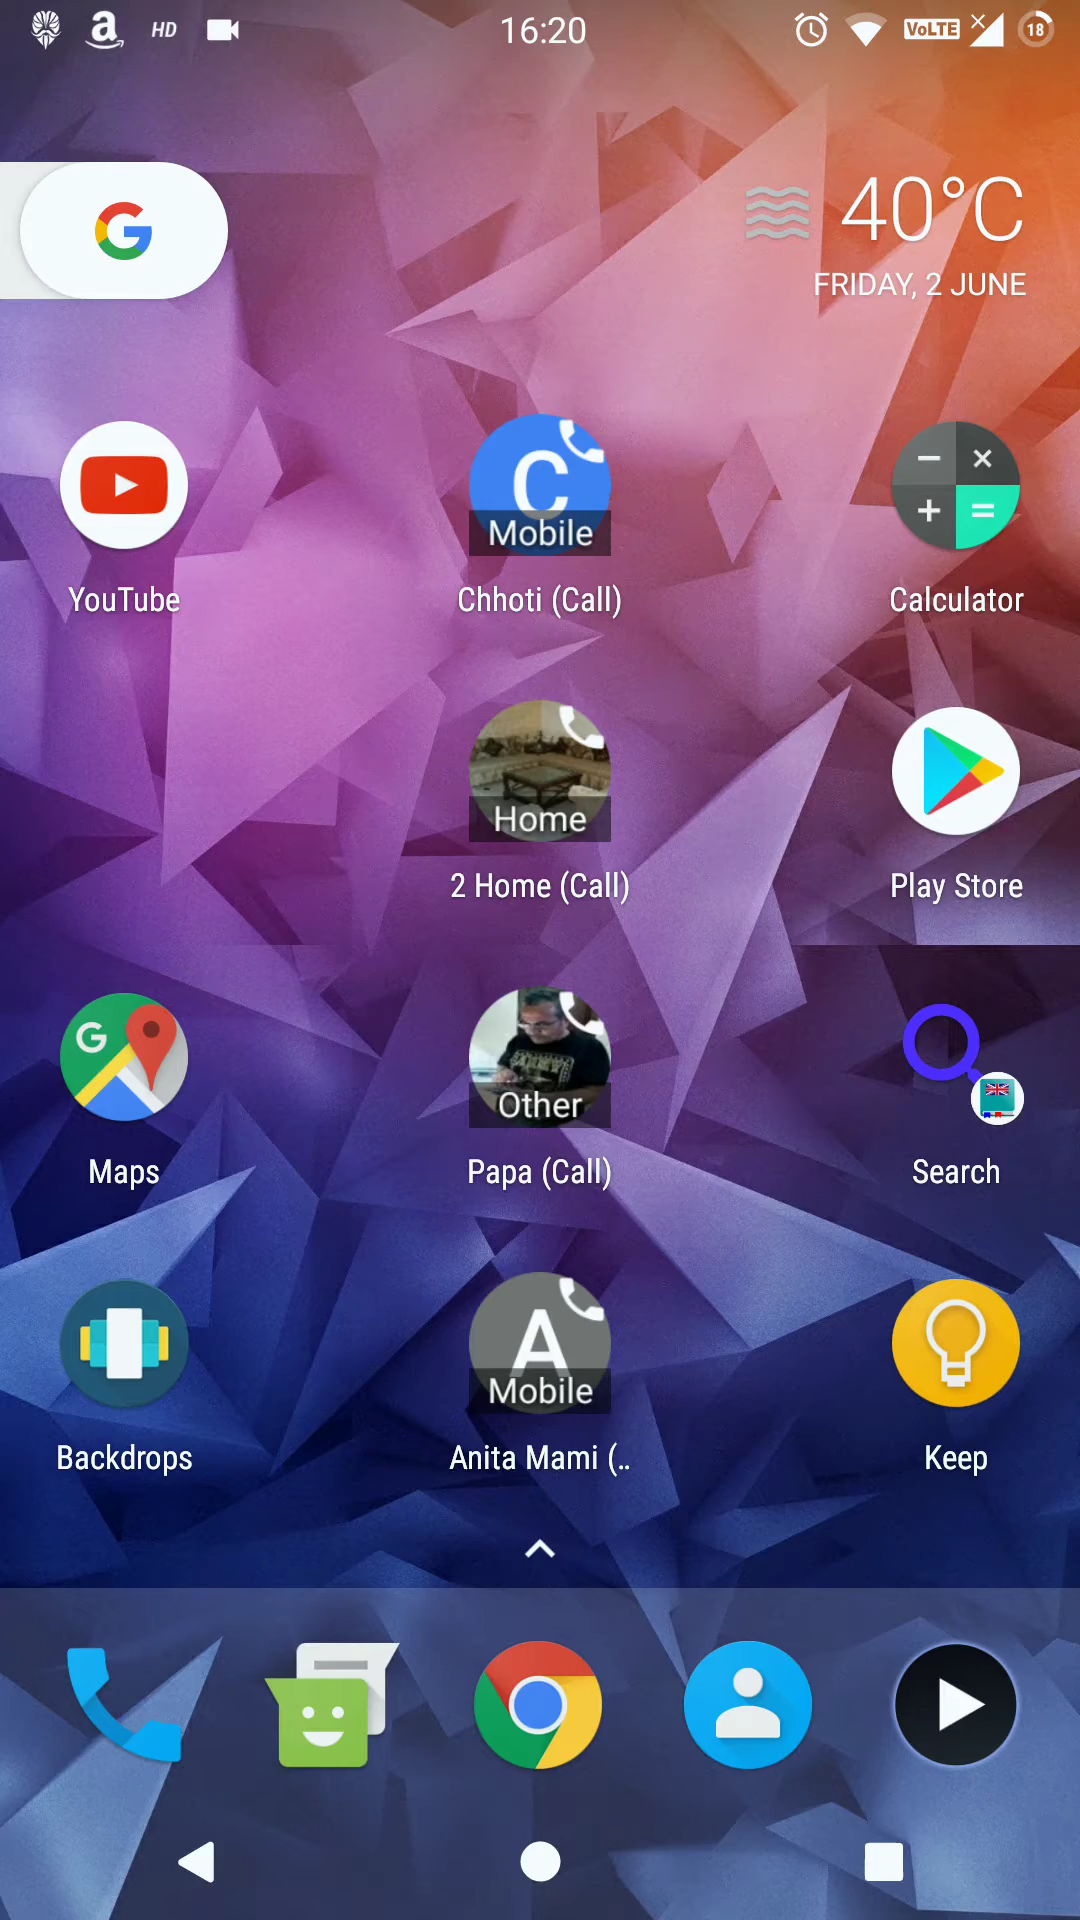 a HD 16:20 VoLTE 18
G 40°C
FRIDAY, 2 JUNE
C
Mobile
YouTube Chhoti (Call) Calculator
Home
2 Home (Call) Play Store
G
Other
Maps Papa (Call) Search
A
Mobile
Backdrops Anita Mami (..  Keep